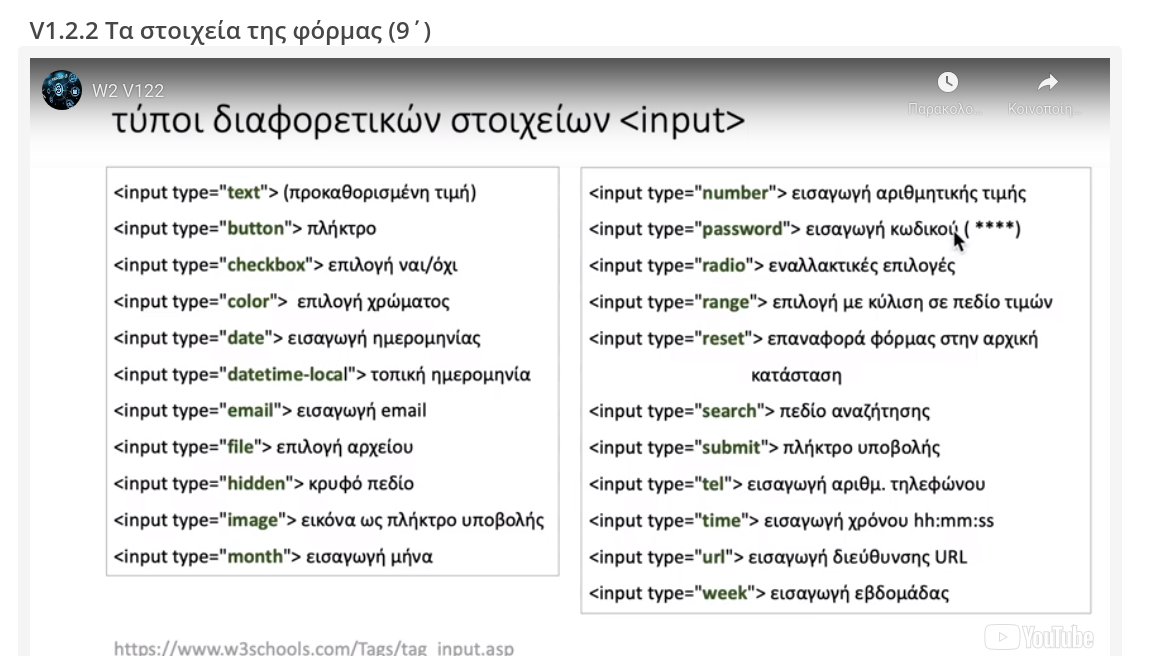 V1.2.2 Τα στοιχεία της φόρμας (9΄)
W2 V122
Παρακολο...
Κοινοποιη...
τύποι διαφορετικών στοιχείων <input>
<input type="text"> (προκαθορισμένη τιμή)
<input type="button"> πλήκτρο
<input type="checkbox"> επιλογή ναι/όχι
<input type="color"> επιλογή χρώματος
<input type="date"> εισαγωγή ημερομηνίας
<input type="datetime-local"> τοπική ημερομηνία
<input type="email"> εισαγωγή email
<input type="file"> επιλογή αρχείου
<input type="hidden"> κρυφό πεδίο
<input type="image"> εικόνα ως πλήκτρο υποβολής
<input type="month"> εισαγωγή μήνα
<input type="number"> εισαγωγή αριθμητικής τιμής
<input type="password"> εισαγωγή κωδικού ( ****)
<input type="radio"> εναλλακτικές επιλογές
<input type="range"> επιλογή με κύλιση σε πεδίο τιμών
<input type="reset"> επαναφορά φόρμας στην αρχική
κατάσταση
<input type="search"> πεδίο αναζήτησης
<input type="submit"> πλήκτρο υποβολής
<input type="tel"> εισαγωγή αριθμ. τηλεφώνου
<input type="time"> εισαγωγή χρόνου hh:mm:ss
<input type="url"> εισαγωγή διεύθυνσης URL
<input type="week"> εισαγωγή εβδομάδας
https://www.w3schools.com/Tags/tag_input.asp
YouTube